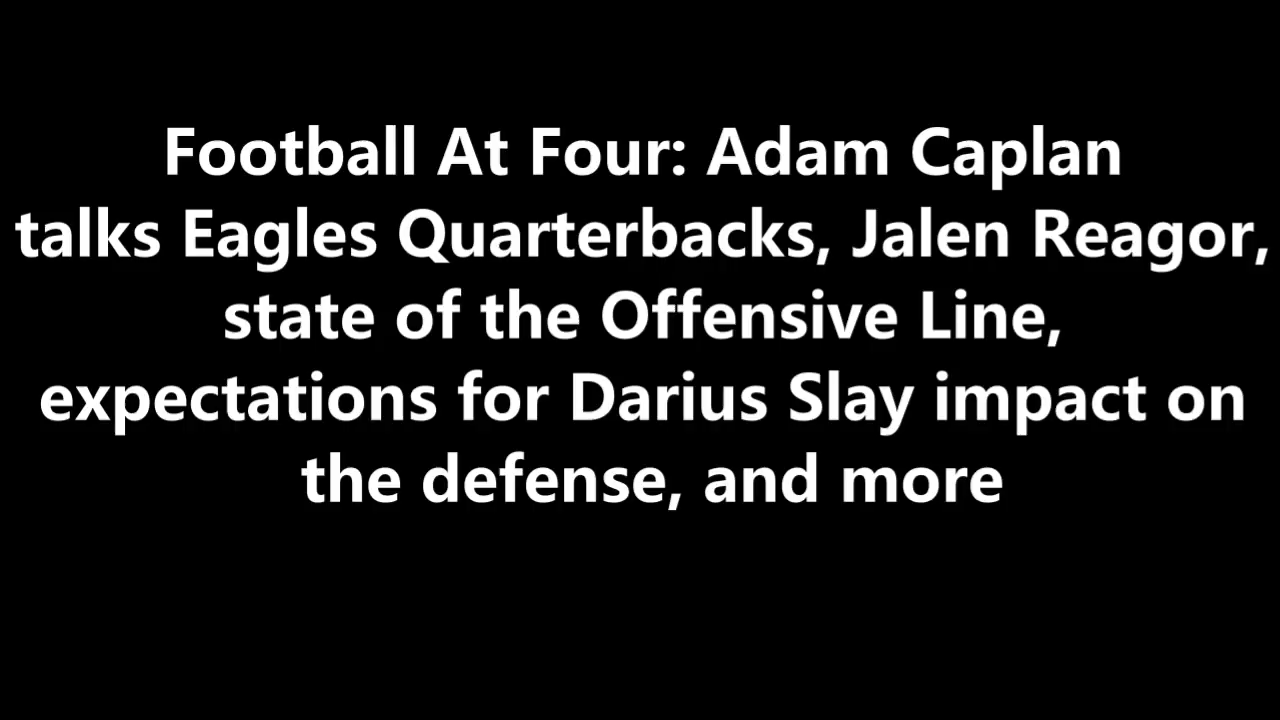 Football At Four: Adam Caplan
talks Eagles Quarterbacks, Jalen Reagor,
state of the Offensive Line,
expectations for Darius Slay impact on
the defense, and more